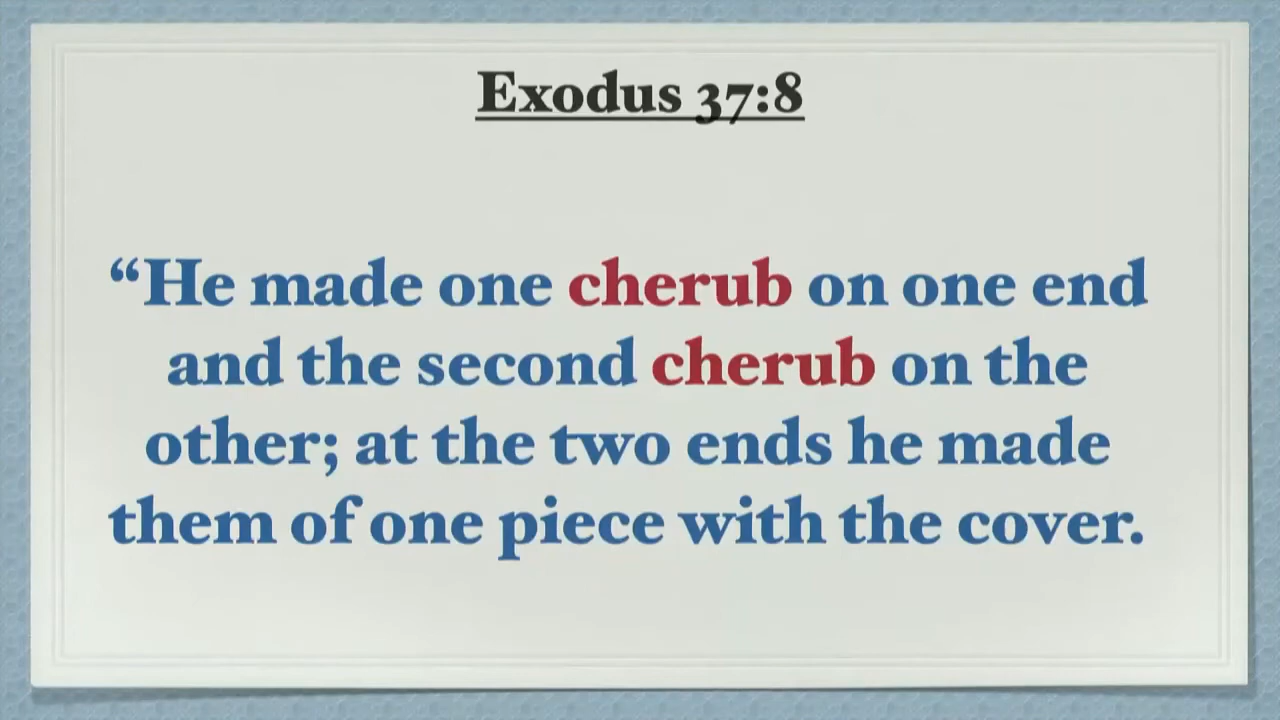 Exodus 37:8
“He made one cherub on one end
and the second cherub on the
other; at the two ends he made
them of one piece with the cover.